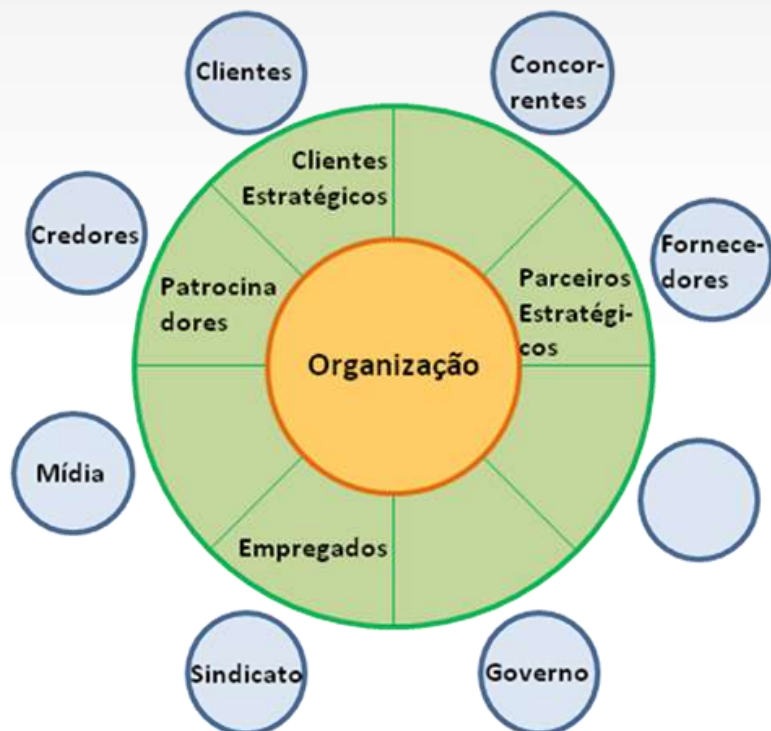 Clientes
Concor-
rentes
Clientes
Estratégicos
Credores
Fornece-
dores
Patrocina
dores
Parceiros
Estratégi-
cos
Organização
Mídia
Empregados
Sindicato
Governo